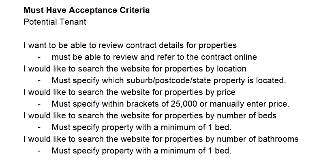 Must Have Acceptance Criteria
Potential Tenant
I want to be able to review contract details for properties
- must be able to review and refer to the contract online
I would like to search the website for properties by location
- Must specify which suburb/postcode/state property is located.
I would like to search the website for properties by price
- Must specify within brackets of 25,000 or manually enter price.
I would like to search the website for properties by number of beds
- Must specify property with a minimum of 1 bed.
I would like to search the website for properties by number of bathrooms
- Must specify property with a minimum of 1 bed.